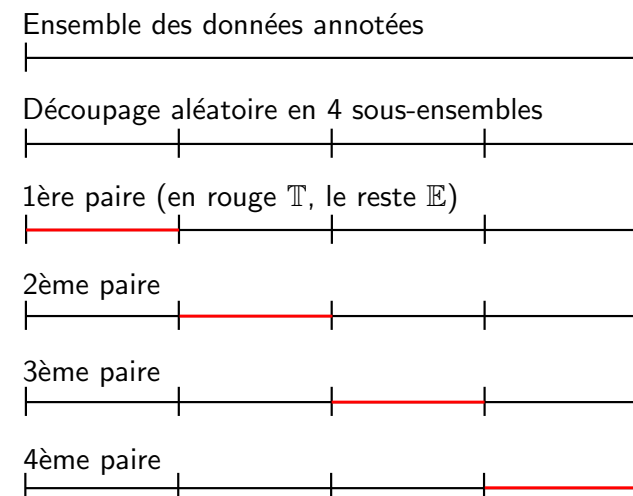 Ensemble des données annotées
Découpage aléatoire en 4 sous-ensembles
1ère paire (en rouge 𝕋, le reste 𝔼)
2ème paire
3ème paire
4ème paire